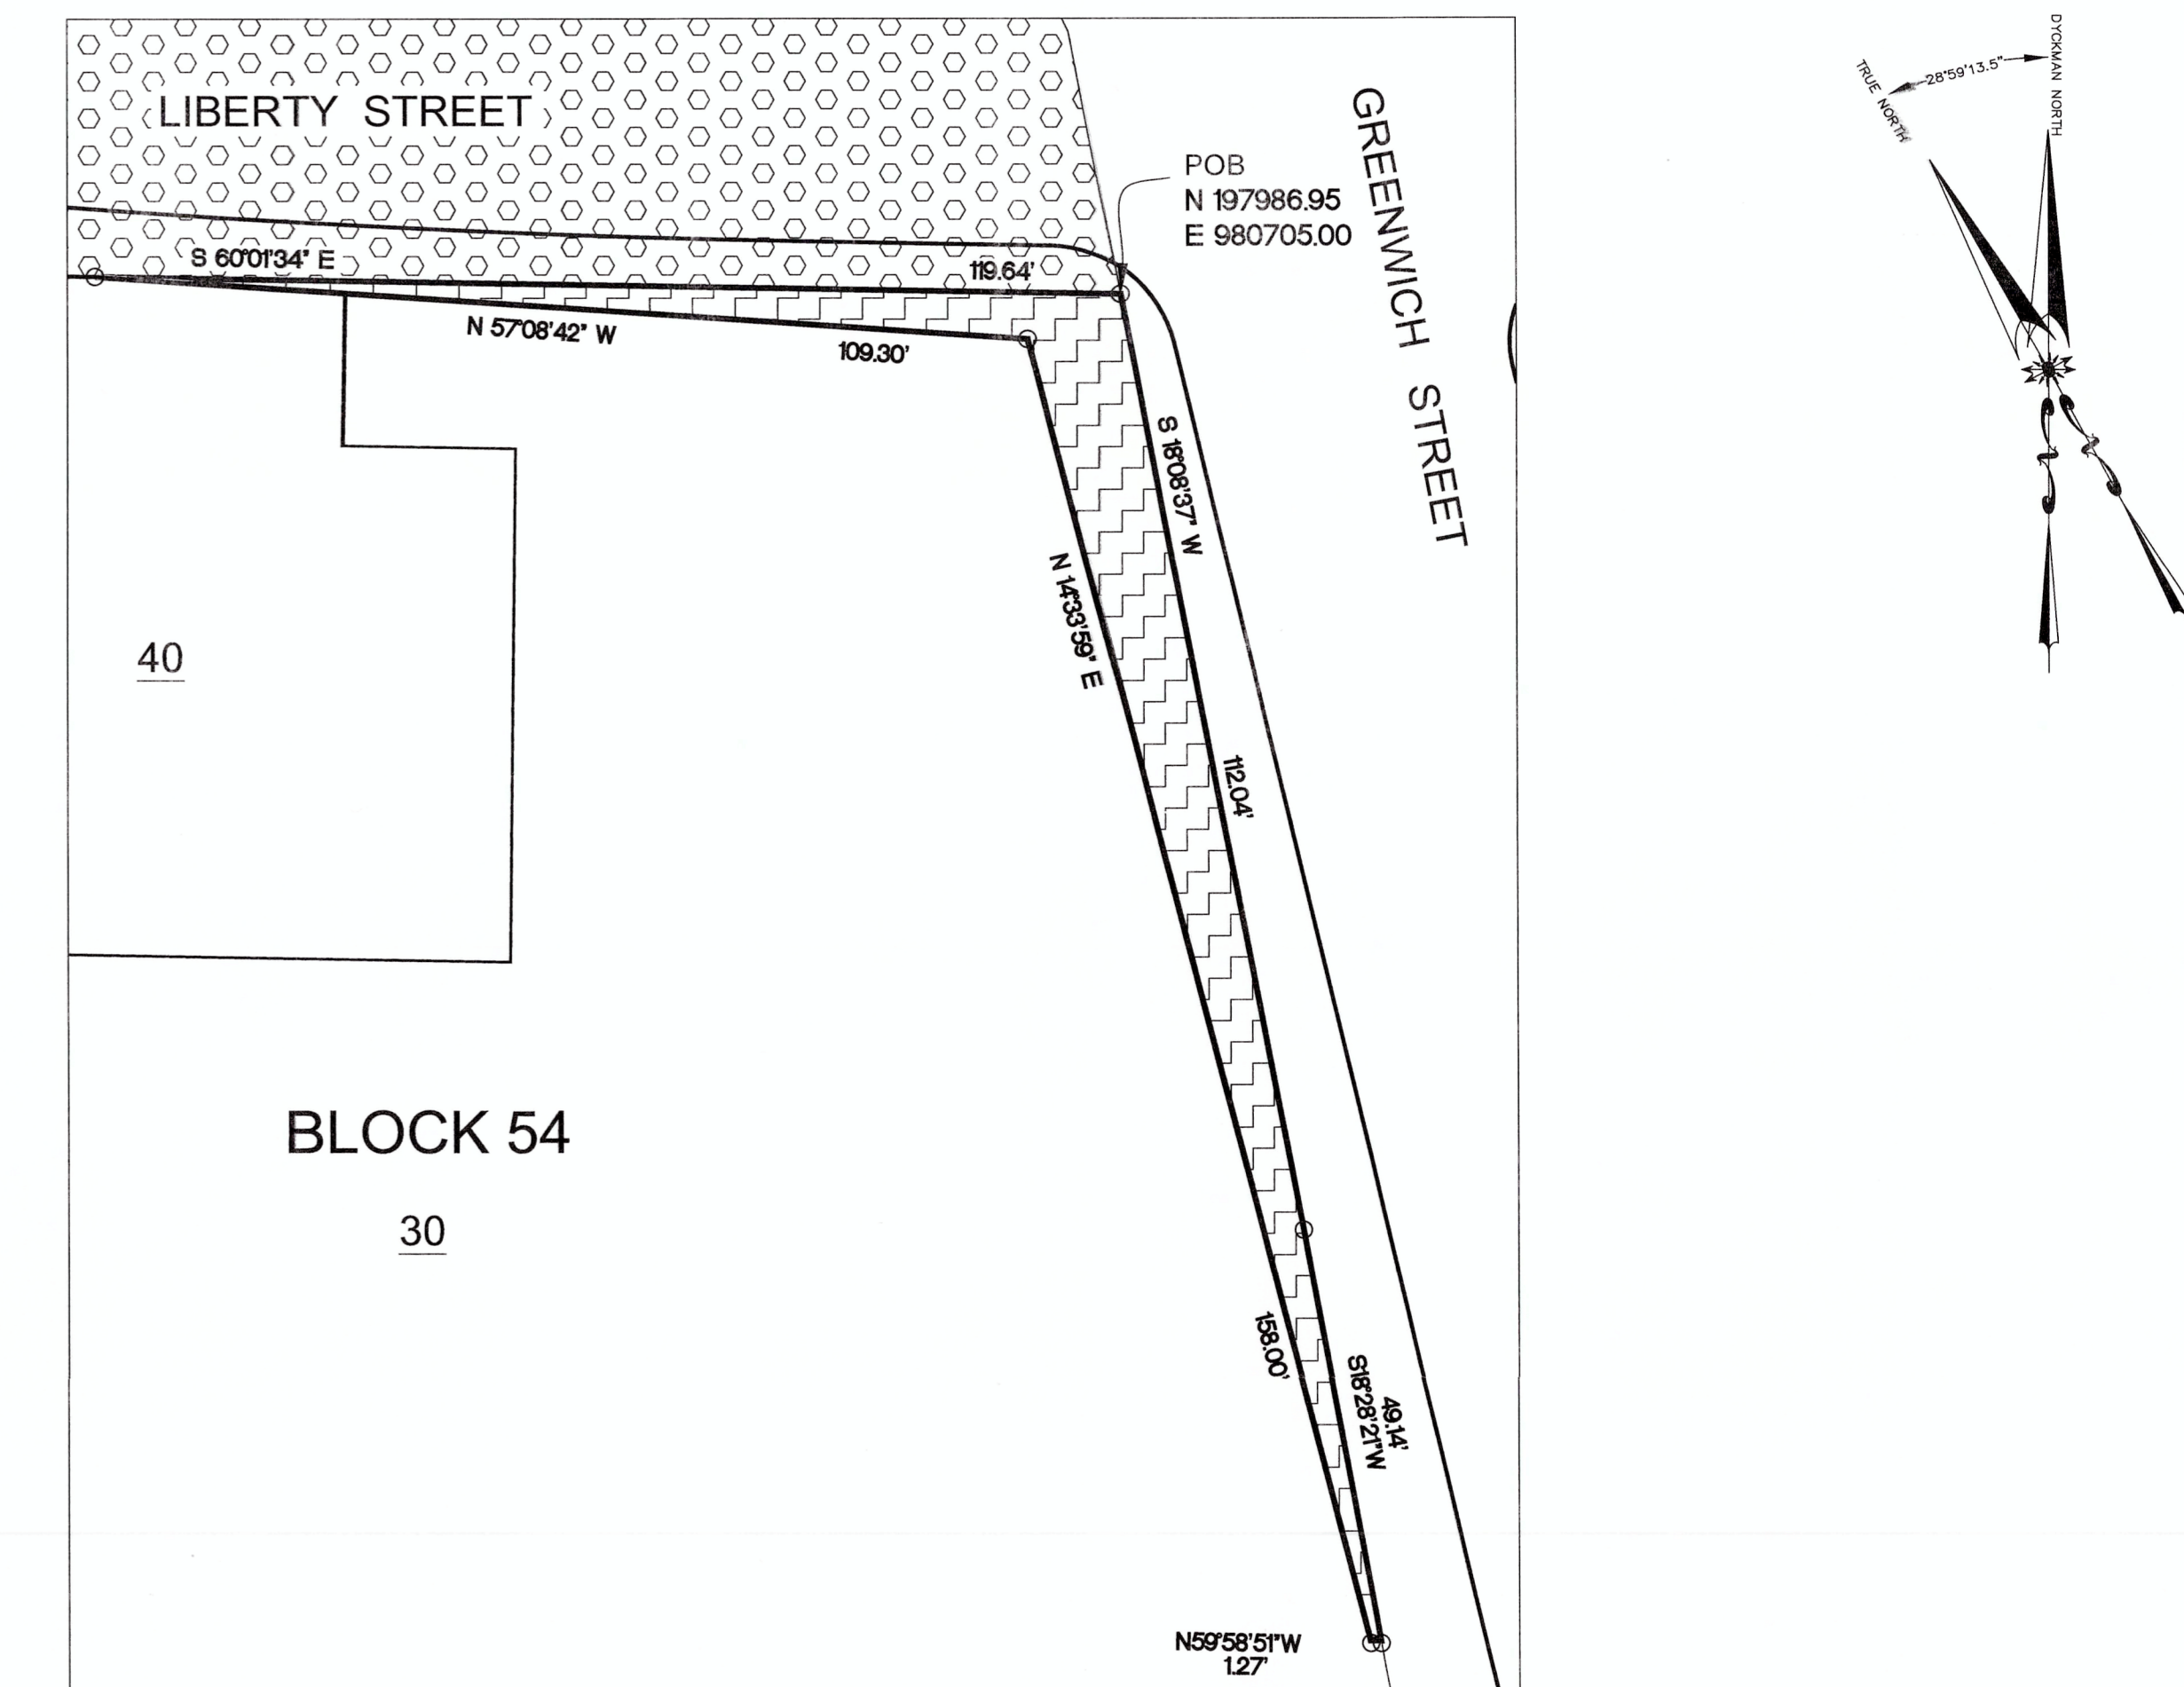 DYCKMAN NORTH
TRUE NORTH
28°59'13.5"
LIBERTY STREET
GREENWICH STREET
POB
N 197986.95
E 980705.00
S 60°01'34" E
119.64'
N 57°08'42" W
109.30'
S 18°08'37" W
N 14°33'59" E
40
112.04'
BLOCK 54
30
158.00'
49.14'
S18°28'21"W
N59°58'51"W
1.27'